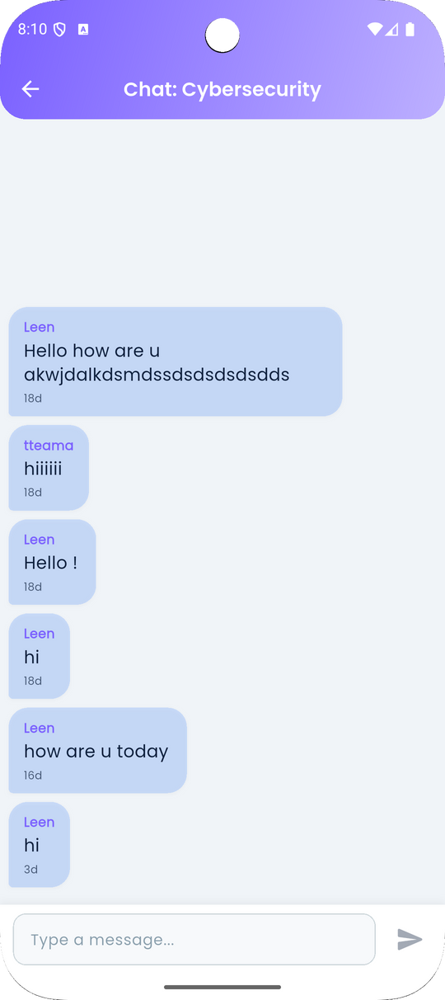 8:10
Chat: Cybersecurity
Leen
Hello how are u
akwjdalkdsmdssdsdsdsdsdds
18d
tteama
hiiiiii
18d
Leen
Hello !
18d
Leen
hi
18d
Leen
how are u today
16d
Leen
hi
3d
Type a message...